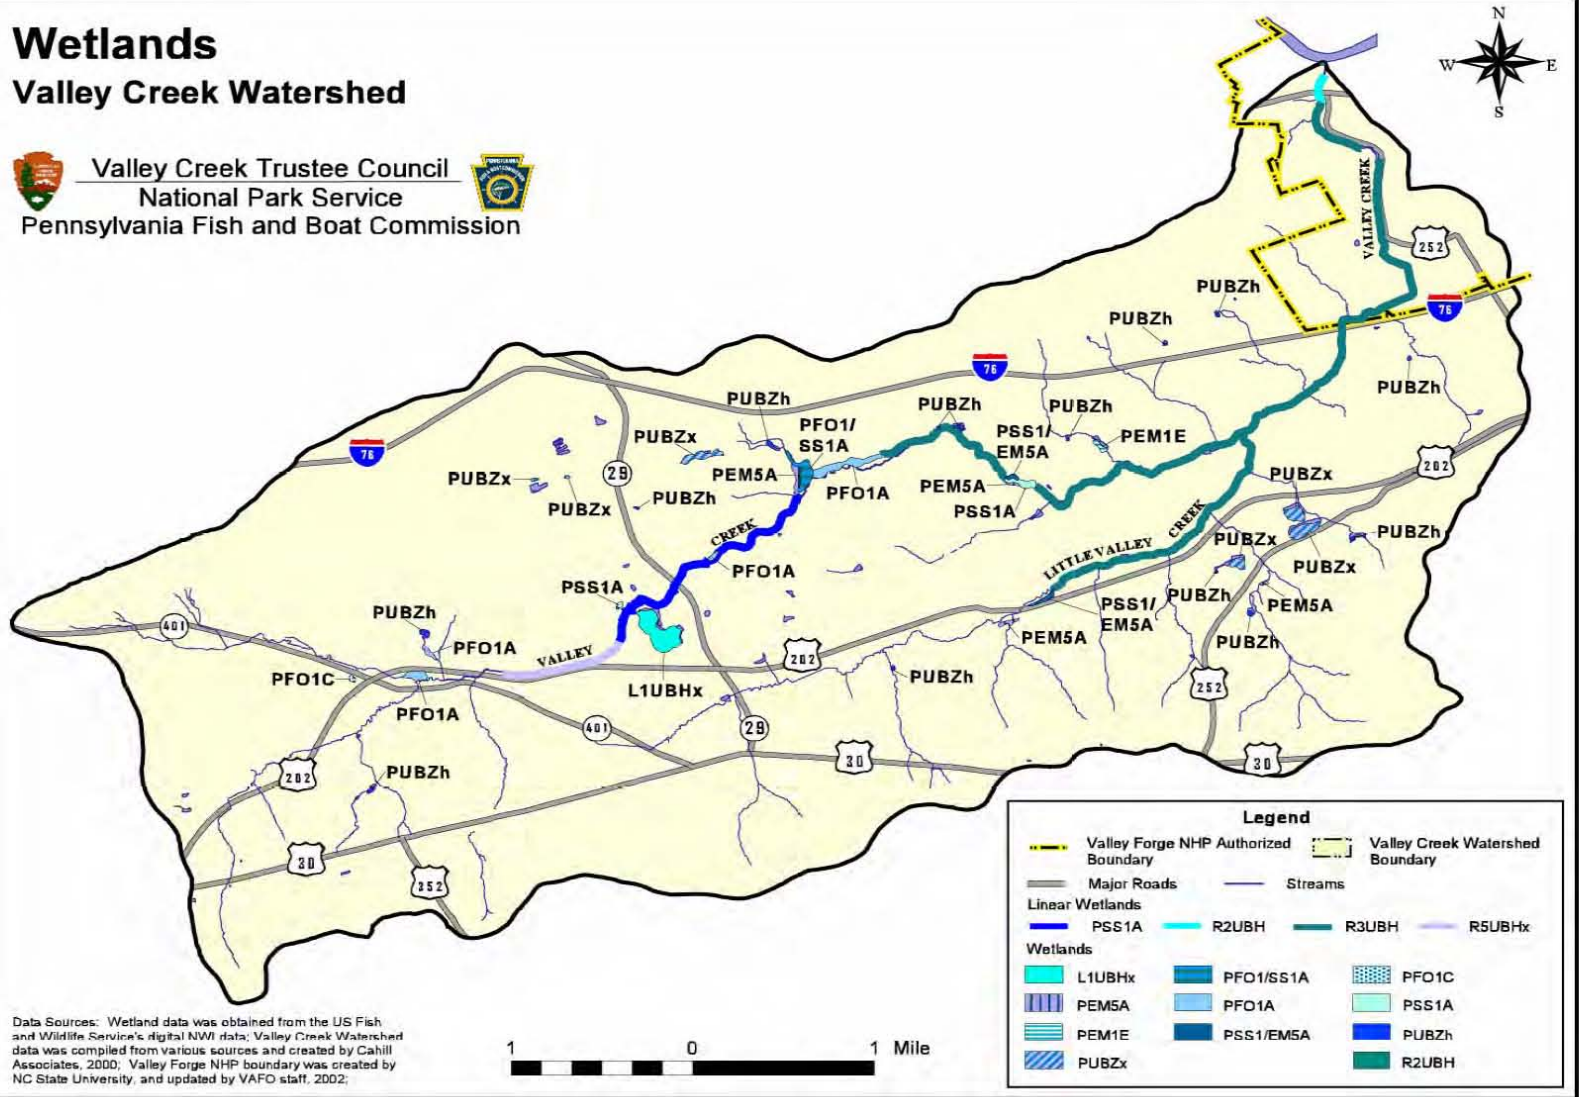 Wetlands
Valley Creek Watershed
Valley Creek Trustee Council
National Park Service
Pennsylvania Fish and Boat Commission
N
W
E
S
VALLEY CREEK
252
76
PUBZh
PUBZh
76
PUBZh
PUBZh
PUBZh
PUBZh
PFO1/
SS1A
PUBZx
PSS1/
EM5A
PEM1E
76
29
PEM5A
202
PUBZx
PUBZx
PFO1A
PEM5A
PUBZx
PUBZh
PSS1A
CREEK
CREEK
PUBZx
PUBZh
LITTLE VALLEY
PUBZx
PFO1A
PSS1A
PUBZh
PEM5A
PSS1/
EM5A
PUBZh
401
PFO1A
PEM5A
PUBZh
VALLEY
202
PFO1C
L1UBHx
PUBZh
252
PFO1A
401
29
30
30
202
PUBZh
30
352
Legend
Valley Forge NHP Authorized
Boundary
Valley Creek Watershed
Boundary
Major Roads
Streams
Linear Wetlands
PSS1A
R2UBH
R3UBH
R5UBHx
Wetlands
L1UBHx
PFO1/SS1A
PFO1C
PEM5A
PFO1A
PSS1A
PEM1E
PSS1/EM5A
PUBZh
PUBZx
R2UBH
Data Sources: Wetland data was obtained from the US Fish
and Wildlife Service's digital NWI data; Valley Creek Watershed
data was compiled from various sources and created by Cahill
Associates, 2000; Valley Forge NHP boundary was created by
NC State University, and updated by VAFO staff, 2002;
1 0 1 Mile